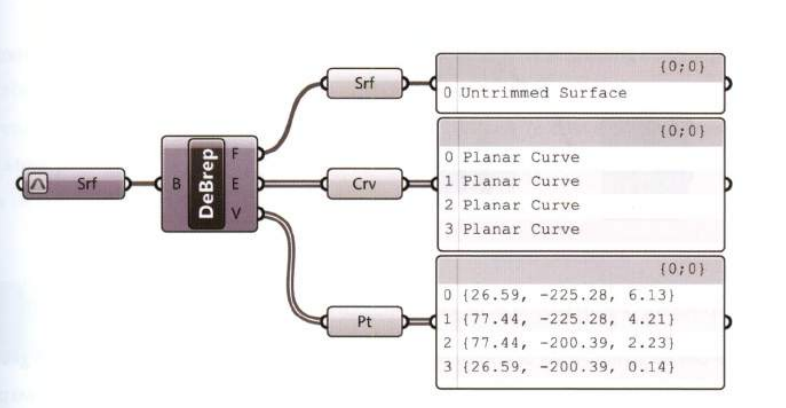 Srf
B
DeBrep
F
E
V
Srf
Crv
Pt
{0;0}
0 Untrimmed Surface
{0;0}
0 Planar Curve
1 Planar Curve
2 Planar Curve
3 Planar Curve
{0;0}
0 {26.59, -225.28, 6.13}
1 {77.44, -225.28, 4.21}
2 {77.44, -200.39, 2.23}
3 {26.59, -200.39, 0.14}